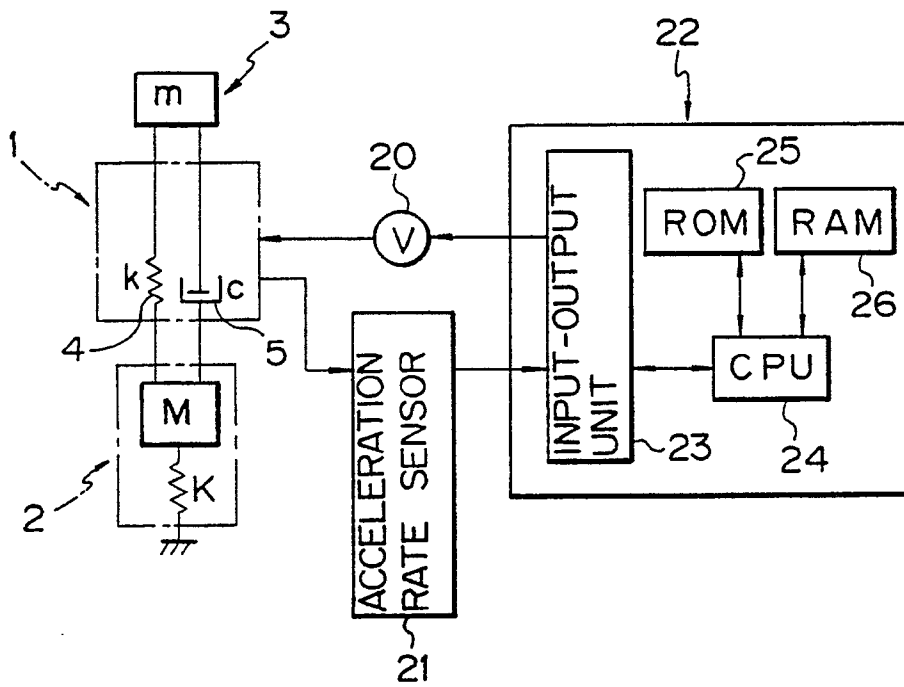 3
m
22
1
20
25
V
ROM
RAM
k
c
26
4
5
INPUT-OUTPUT
UNIT
CPU
M
ACCELERATION
RATE SENSOR
23
24
K
2
21